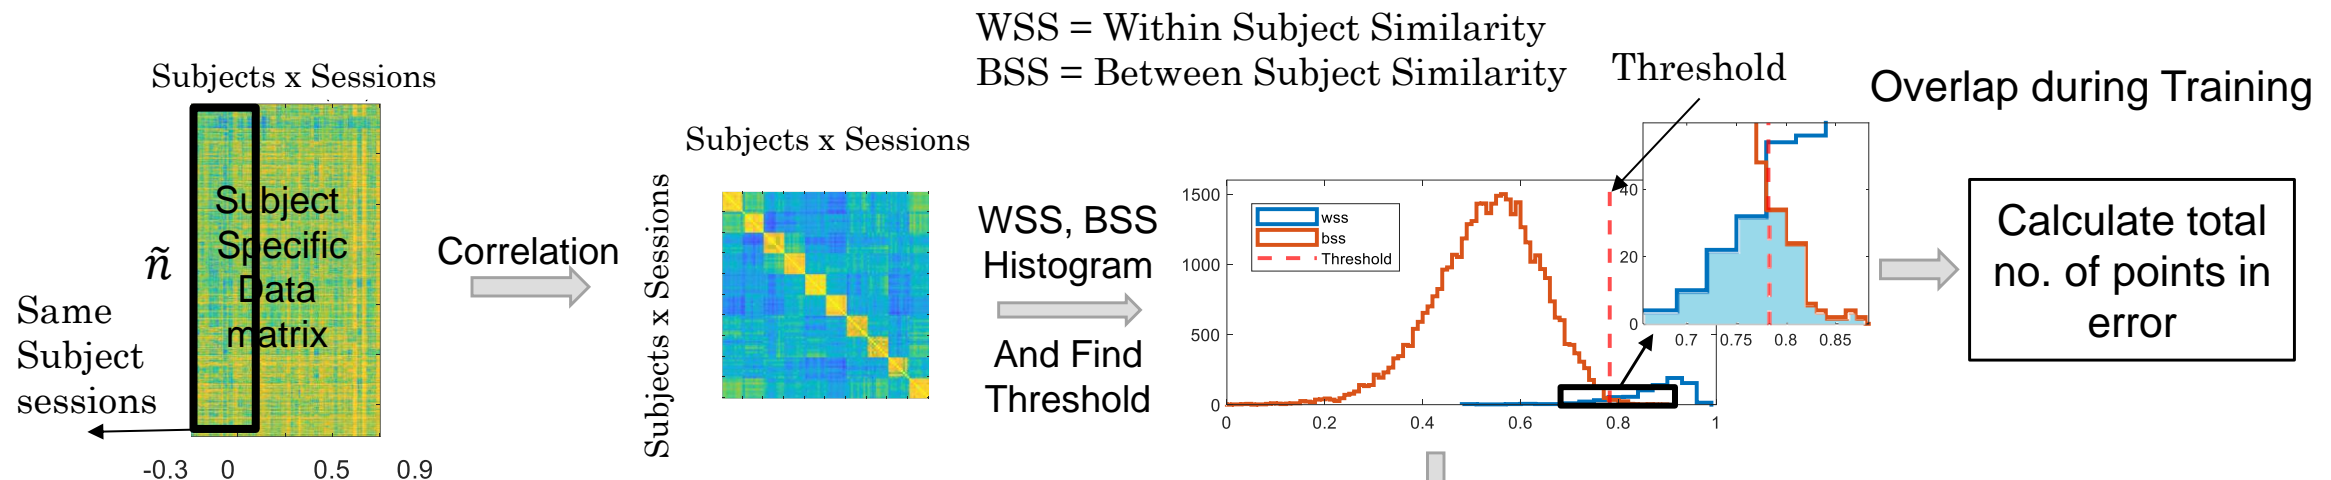 WSS = Within Subject Similarity
BSS = Between Subject Similarity
Threshold
Overlap during Training
Subjects x Sessions
Subject
Specific
Data
matrix
ñ
Same
Subject
sessions
-0.3 0 0.5 0.9
Correlation
Subjects x Sessions
Subjects x Sessions
WSS, BSS
Histogram
And Find
Threshold
1500
1000
500
0
0 0.2 0.4 0.6 0.8 1
wss
bss
Threshold
40
20
0
0.7 0.75 0.8 0.85
Calculate total
no. of points in
error